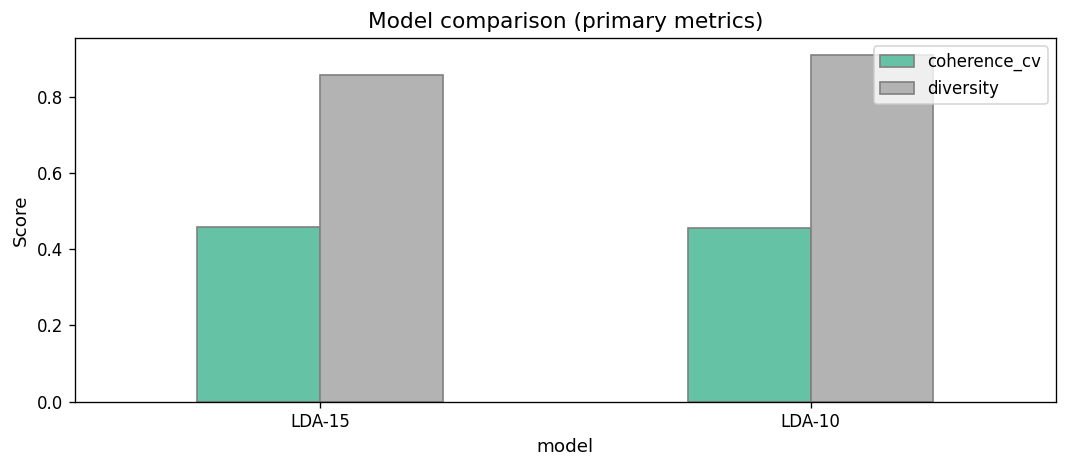 Model comparison (primary metrics)
coherence_cv
diversity
Score
0.8
0.6
0.4
0.2
0.0
LDA-15
LDA-10
model